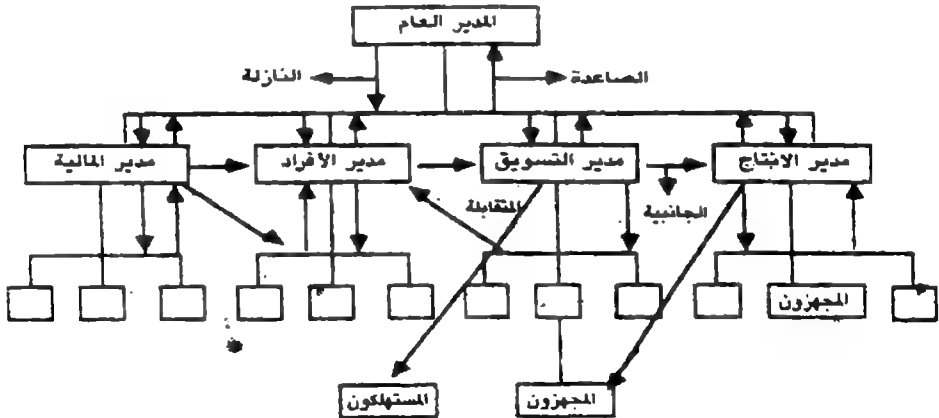 المدير العام
الصاعدة
النازلة
مدير الانتاج
مدير التسويق
مدير الأفراد
مدير المالية
الجانبية
المتقابلة
المجهزون
المجهزون
المستهلكون